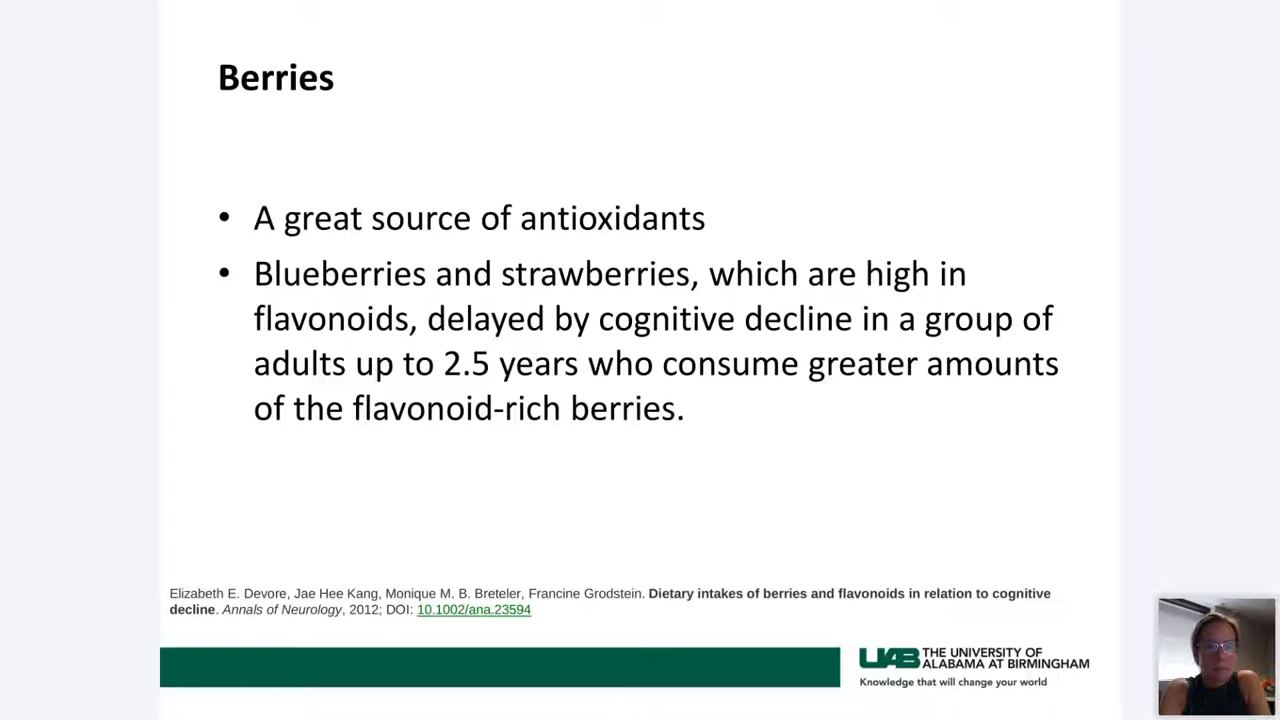 Berries
• A great source of antioxidants
• Blueberries and strawberries, which are high in
flavonoids, delayed by cognitive decline in a group of
adults up to 2.5 years who consume greater amounts
of the flavonoid-rich berries.
Elizabeth E. Devore, Jae Hee Kang, Monique M. B. Breteler, Francine Grodstein. Dietary intakes of berries and flavonoids in relation to cognitive
decline. Annals of Neurology, 2012; DOI: 10.1002/ana.23594
UAB THE UNIVERSITY OF
ALABAMA AT BIRMINGHAM
Knowledge that will change your world